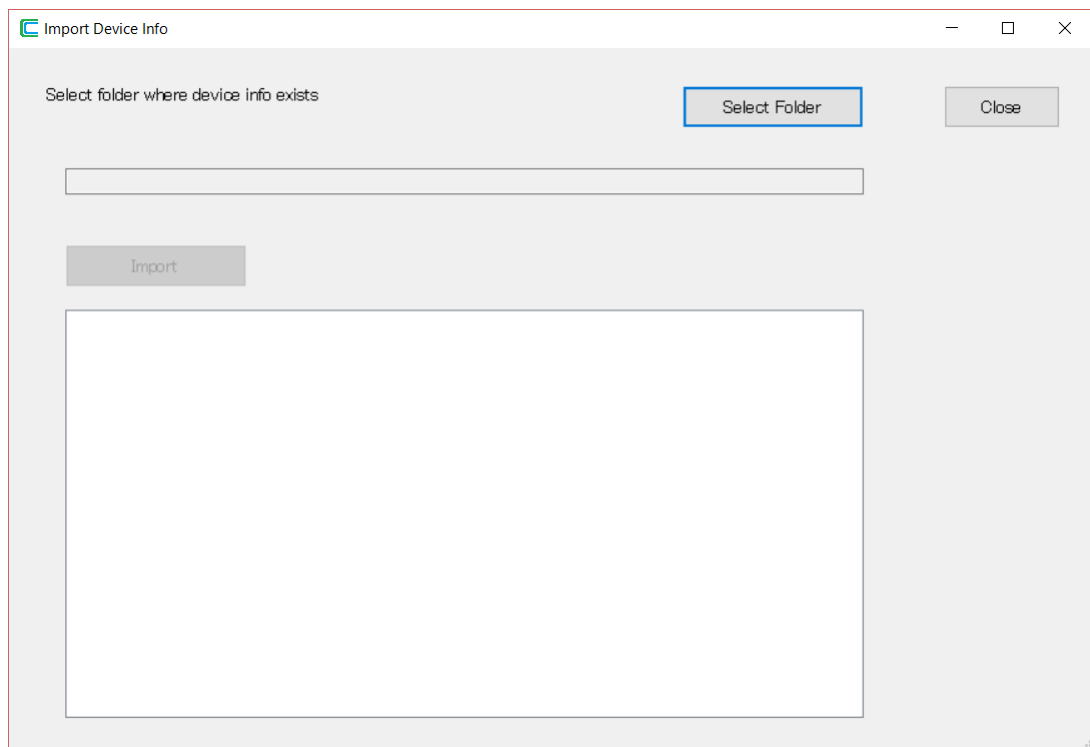 Import Device Info
Select folder where device info exists
Select Folder
Close
Import